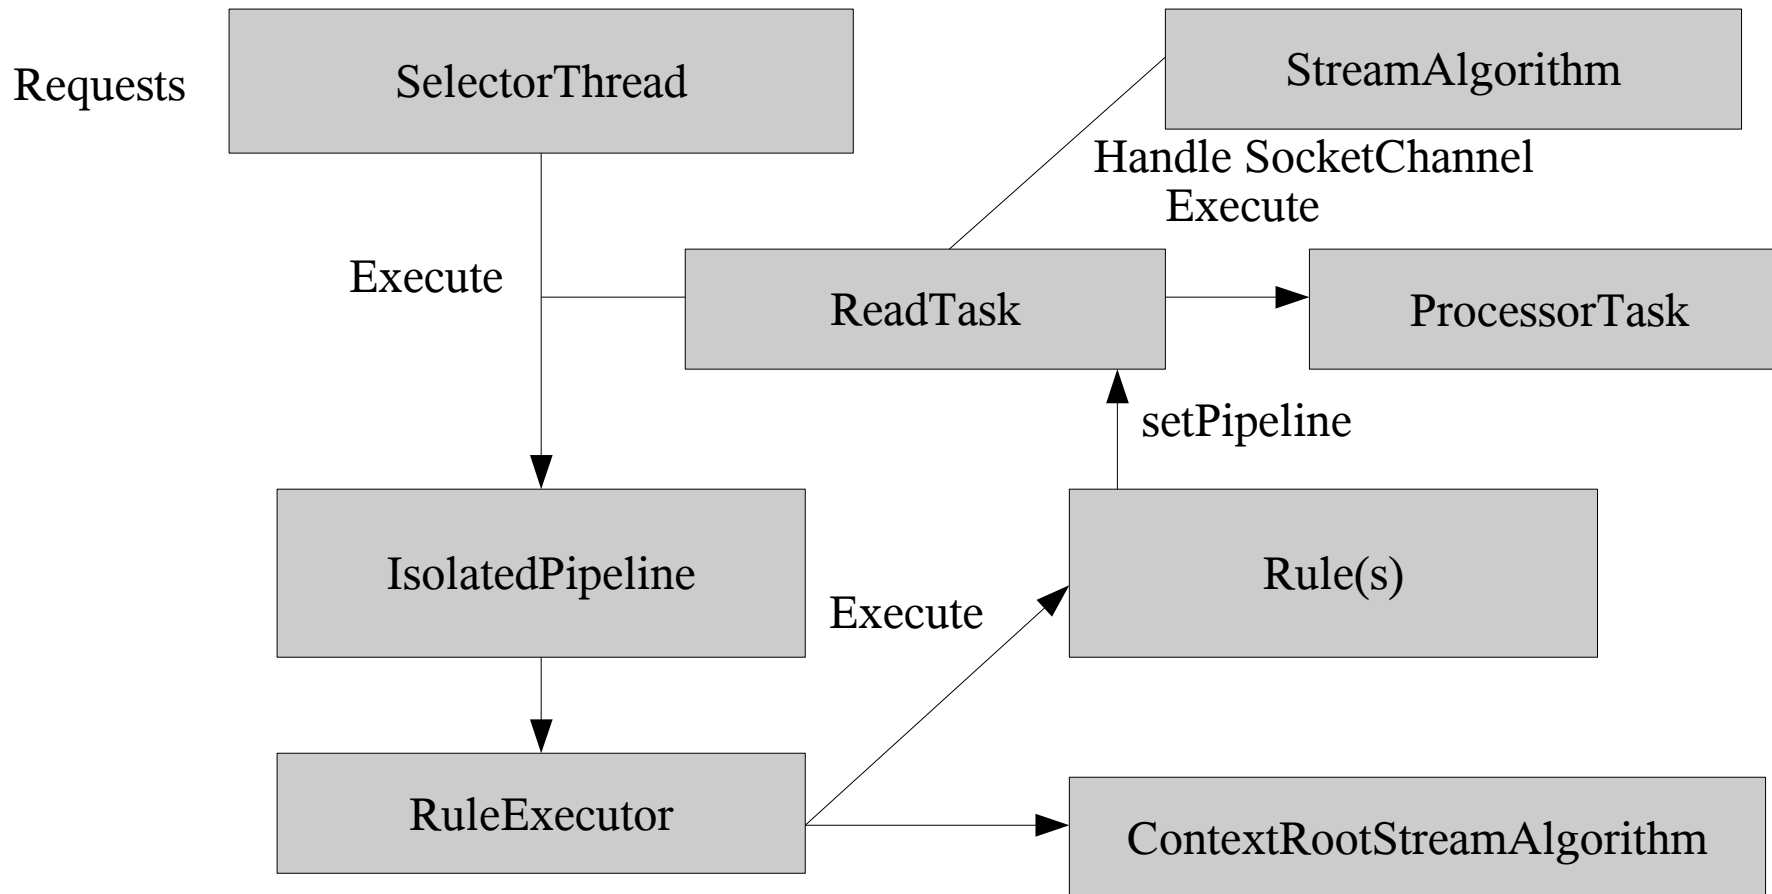 Requests
SelectorThread
StreamAlgorithm
Handle SocketChannel
Execute
Execute
ReadTask
ProcessorTask
setPipeline
IsolatedPipeline
Rule(s)
Execute
RuleExecutor
ContextRootStreamAlgorithm